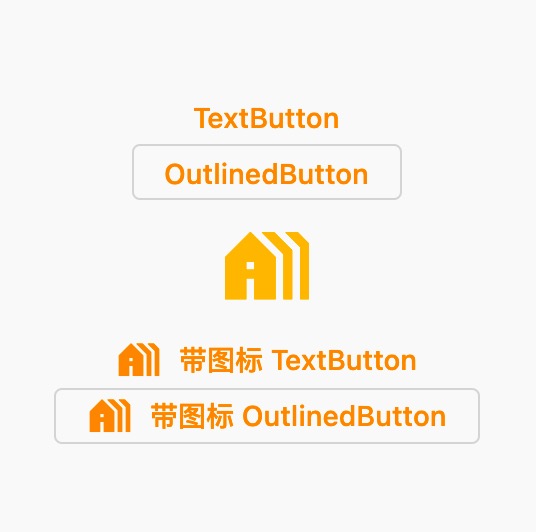 TextButton
OutlinedButton
带图标 TextButton
带图标 OutlinedButton